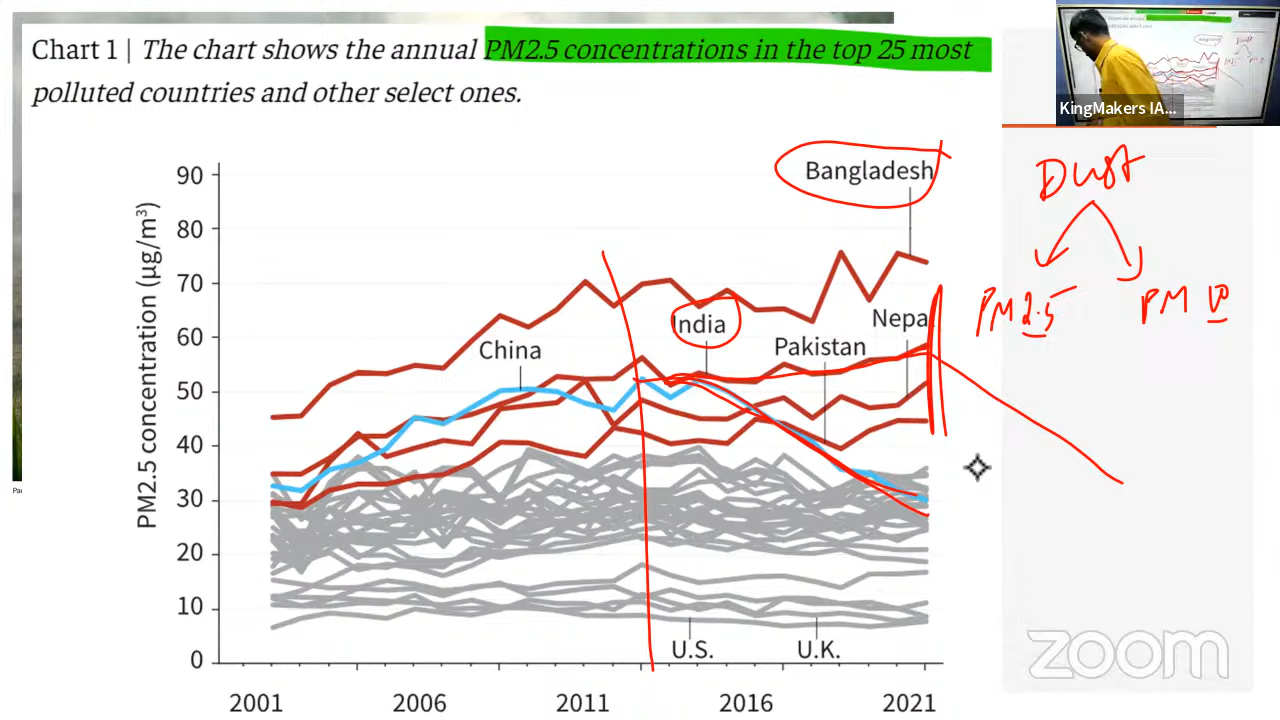 Chart 1 | The chart shows the annual PM2.5 concentrations in the top 25 most
polluted countries and other select ones.
KingMakers IA...
Dust
PM 2.5
PM 10
PM2.5 concentration (μg/m³)
90
80
70
60
50
40
30
20
10
0
Bangladesh
India
Nepa
China
Pakistan
U.S.
U.K.
2001
2006
2011
2016
2021
zoom